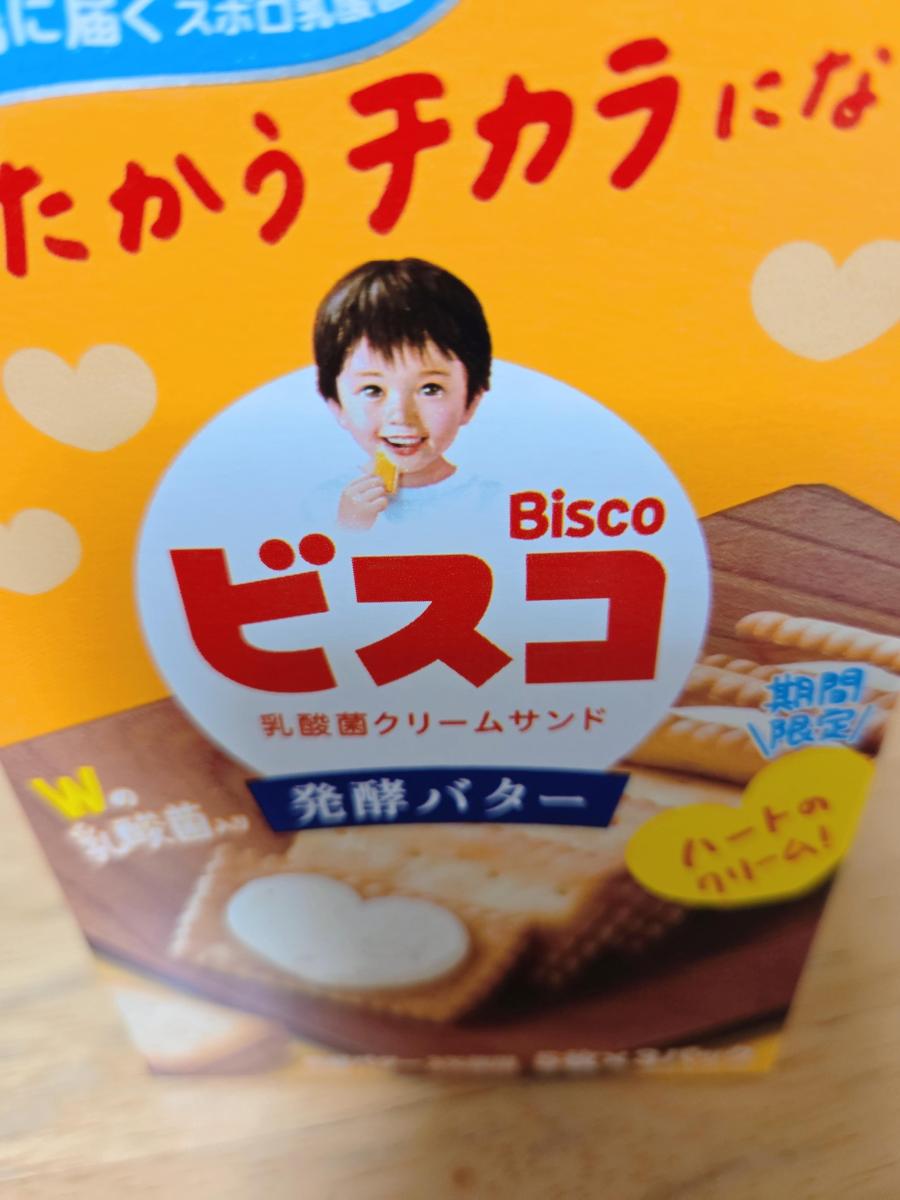 に届くスポロ乳酸菌
たかうチカラにな
Bisco
ビスコ
乳酸菌クリームサンド
発酵バター
期間
限定
Wの
乳酸菌入り
ハートの
クリーム!